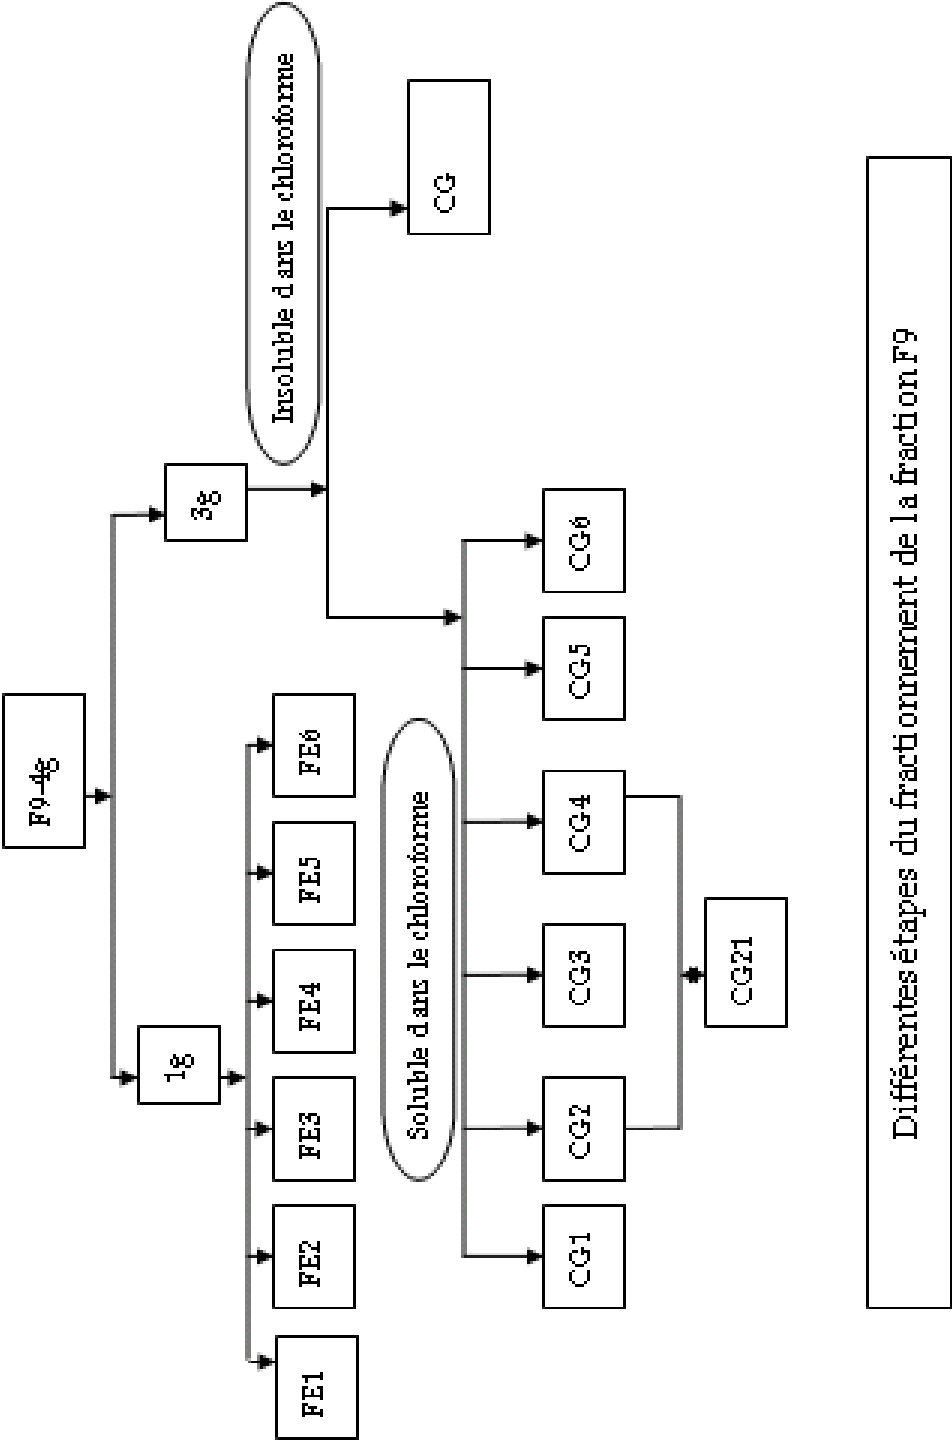 F9-4g
1g
3g
Insoluble dans le chloroforme
FE1
FE2
FE3
FE4
FE5
FE6
Soluble dans le chloroforme
CG
CG1
CG2
CG3
CG4
CG5
CG6
CG21
Différentes étapes du fractionnement de la fraction F9